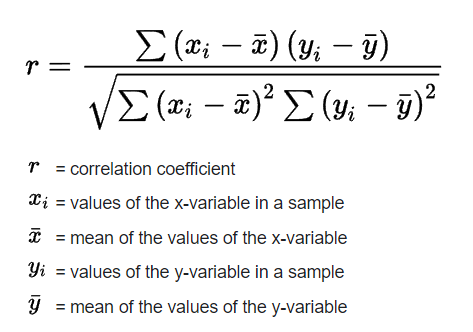 r = ∑ (xᵢ − x̄) (yᵢ − ȳ) / √∑ (xᵢ − x̄)² ∑ (yᵢ − ȳ)²
r = correlation coefficient
xᵢ = values of the x-variable in a sample
x̄ = mean of the values of the x-variable
yᵢ = values of the y-variable in a sample
ȳ = mean of the values of the y-variable